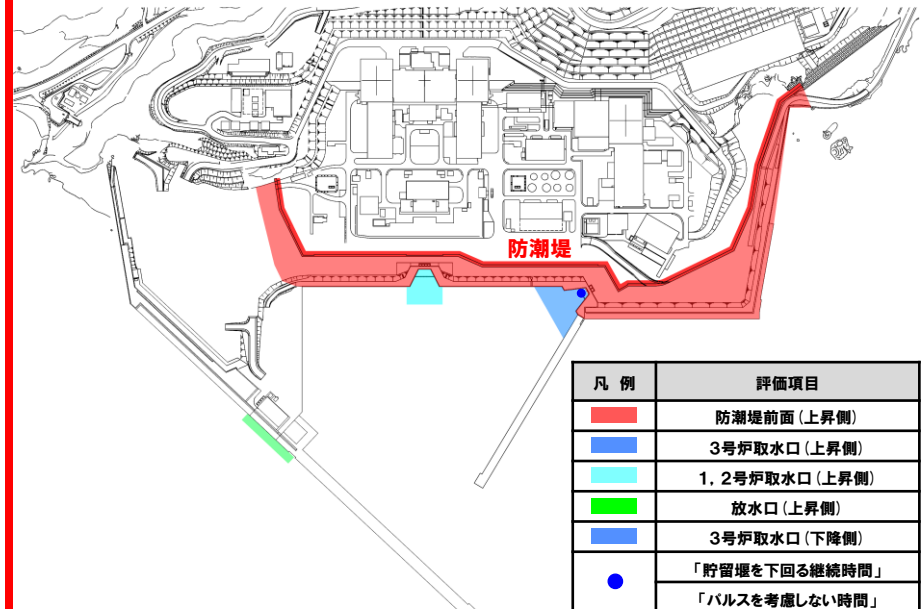 防潮堤
凡 例
評価項目
防潮堤前面(上昇側)
3号炉取水口(上昇側)
1, 2号炉取水口(上昇側)
放水口(上昇側)
3号炉取水口(下降側)
「貯留堰を下回る継続時間」
「パルスを考慮しない時間」